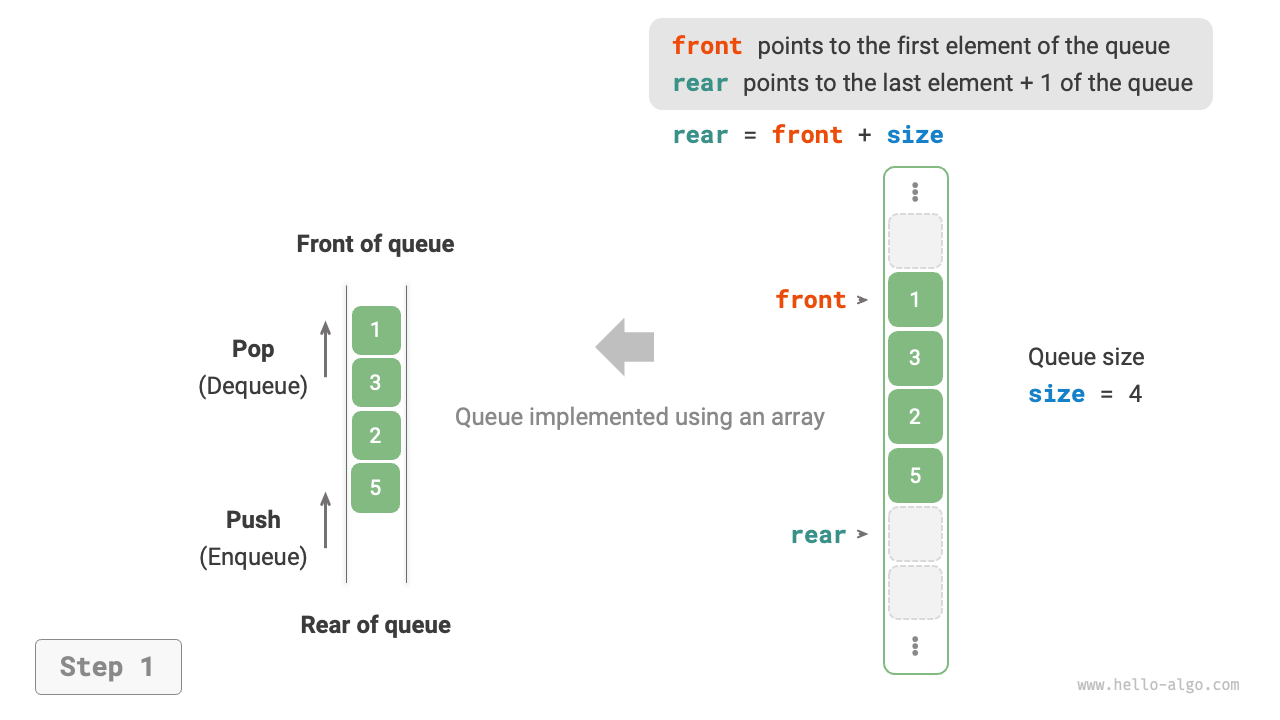 front points to the first element of the queue
rear points to the last element + 1 of the queue
rear = front + size
Front of queue
Pop
(Dequeue)
1
3
2
5
Push
(Enqueue)
Rear of queue
Queue implemented using an array
front
1
3
2
5
rear
Queue size
size = 4
Step 1
www.hello-algo.com